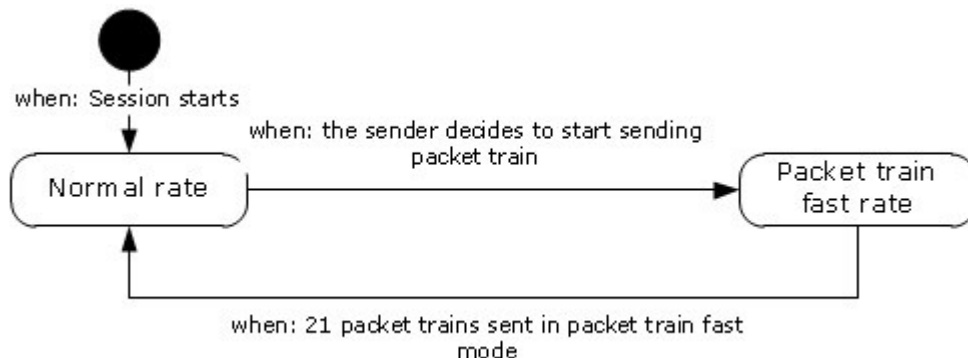 when: Session starts
when: the sender decides to start sending
packet train
Normal rate
Packet train
fast rate
when: 21 packet trains sent in packet train fast
mode